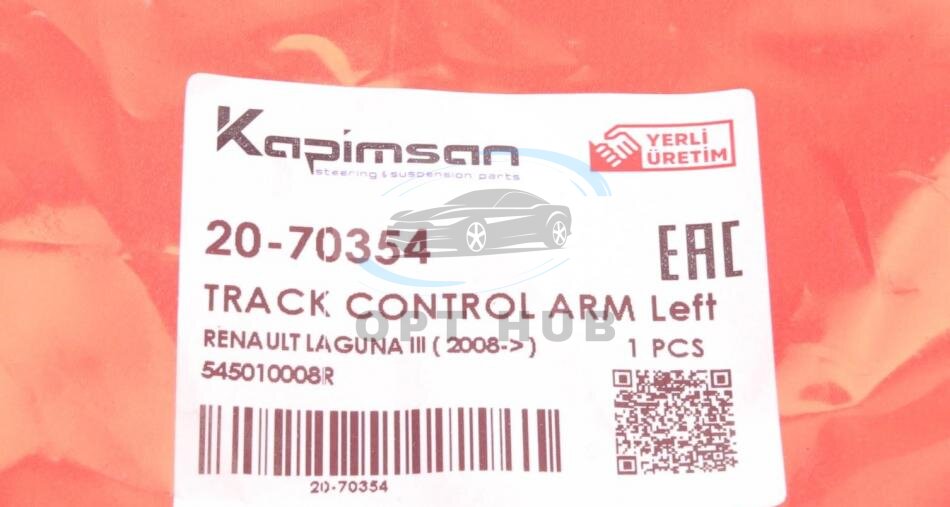 Kapimsan
steering & suspension parts
YERLİ
ÜRETİM
20-70354
EAC
TRACK CONTROL ARM Left
OPT HUB
RENAULT LAGUNA III ( 2008-> )
1 PCS
545010008R
20-70354